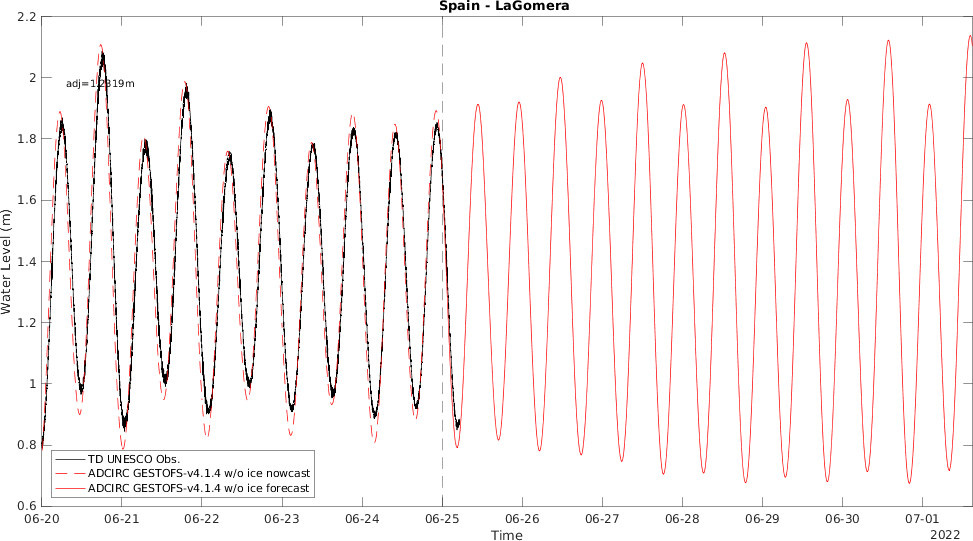 Spain - LaGomera
2.2
2
1.8
1.6
1.4
1.2
1
0.8
0.6
Water Level (m)
adj=1.2319m
TD UNESCO Obs.
ADCIRC GESTOFS-v4.1.4 w/o ice nowcast
ADCIRC GESTOFS-v4.1.4 w/o ice forecast
06-20 06-21 06-22 06-23 06-24 06-25 06-26 06-27 06-28 06-29 06-30 07-01
2022
Time